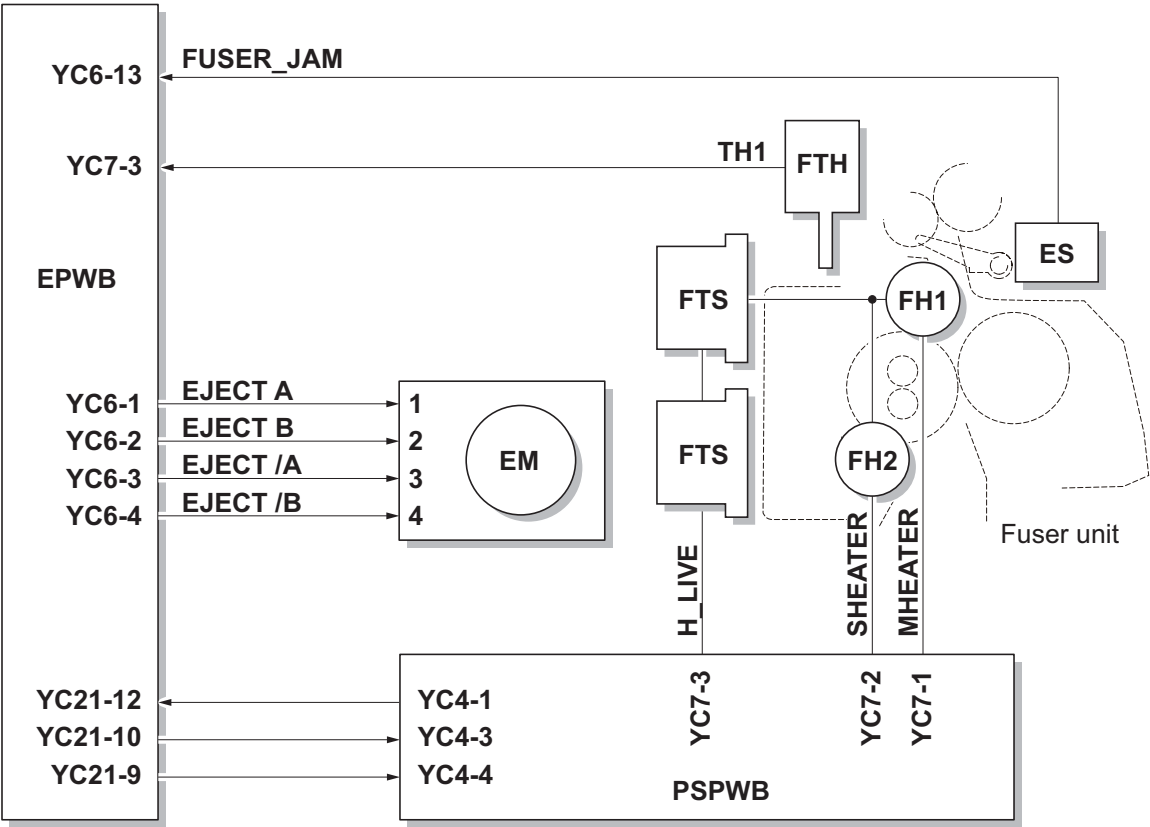 YC6-13
FUSER_JAM
YC7-3
TH1
FTH
EPWB
ES
FTS
FH1
YC6-1
EJECT A
1
YC6-2
EJECT B
2
YC6-3
EJECT /A
3
YC6-4
EJECT /B
4
EM
FTS
FH2
Fuser unit
H_LIVE
SHEATER
MHEATER
YC21-12
YC4-1
YC21-10
YC4-3
YC21-9
YC4-4
YC7-3
YC7-2
YC7-1
PSPWB